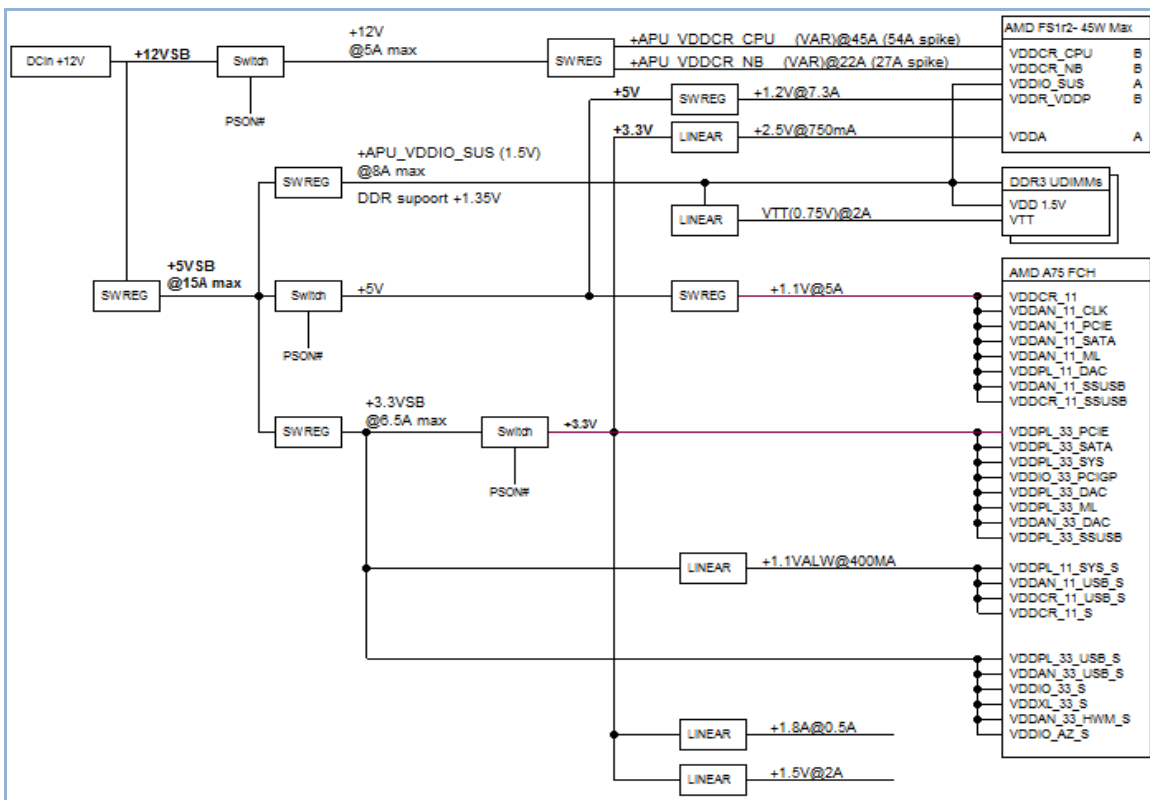 +12V
@5A max
+APU_VDDCR_CPU (VAR)@45A (54A spike)
AMD FS1r2- 45W Max
DCIn +12V
+12VSB
Switch
SWREG
+APU_VDDCR_NB (VAR)@22A (27A spike)
VDDCR_CPU B
VDDCR_NB B
VDDIO_SUS A
VDDR_VDDP B
VDDA A
PSON#
+5V
SWREG
+1.2V@7.3A
+3.3V
LINEAR
+2.5V@750mA
+APU_VDDIO_SUS (1.5V)
@8A max
SWREG
DDR supoort +1.35V
DDR3 UDIMMs
VDD 1.5V
VTT
LINEAR
VTT(0.75V)@2A
+5VSB
@15A max
SWREG
Switch
+5V
SWREG
+1.1V@5A
PSON#
AMD A75 FCH
VDDCR_11
VDDAN_11_CLK
VDDAN_11_PCIE
VDDAN_11_SATA
VDDAN_11_ML
VDDPL_11_DAC
VDDAN_11_SSUSB
VDDCR_11_SSUSB
+3.3VSB
@6.5A max
SWREG
Switch
+3.3V
PSON#
VDDPL_33_PCIE
VDDPL_33_SATA
VDDPL_33_SYS
VDDIO_33_PCIGP
VDDPL_33_DAC
VDDPL_33_ML
VDDAN_33_DAC
VDDPL_33_SSUSB
LINEAR
+1.1VALW@400MA
VDDPL_11_SYS_S
VDDAN_11_USB_S
VDDCR_11_USB_S
VDDCR_11_S
VDDPL_33_USB_S
VDDAN_33_USB_S
VDDIO_33_S
VDDXL_33_S
VDDAN_33_HWM_S
VDDIO_AZ_S
LINEAR
+1.8A@0.5A
LINEAR
+1.5V@2A